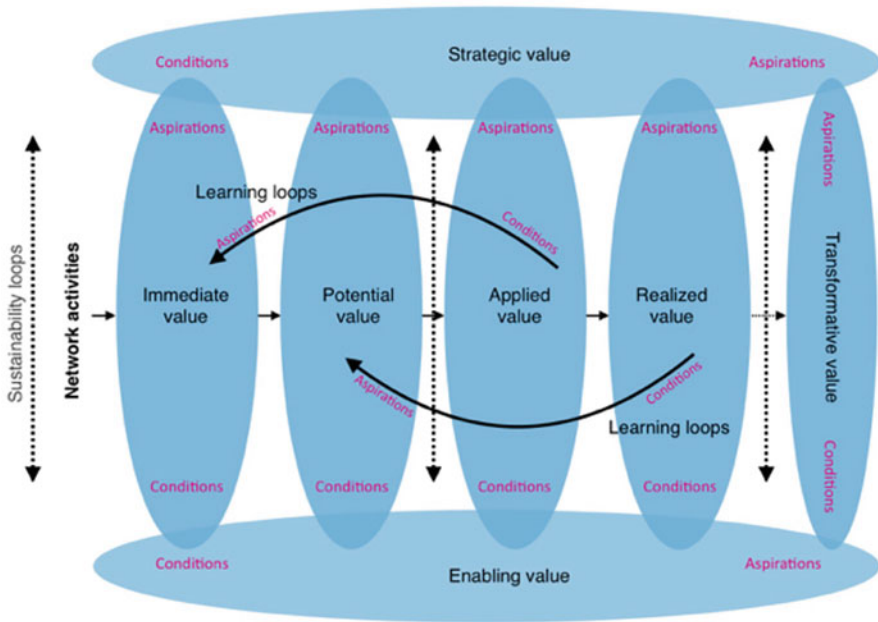 Strategic value
Conditions
Aspirations
Aspirations
Aspirations
Aspirations
Aspirations
Aspirations
Learning loops
Aspirations
Conditions
Sustainability loops
Network activities
Immediate
value
Potential
value
Applied
value
Realized
value
Transformative value
Aspirations
Conditions
Learning loops
Conditions
Conditions
Conditions
Conditions
Conditions
Conditions
Enabling value
Aspirations